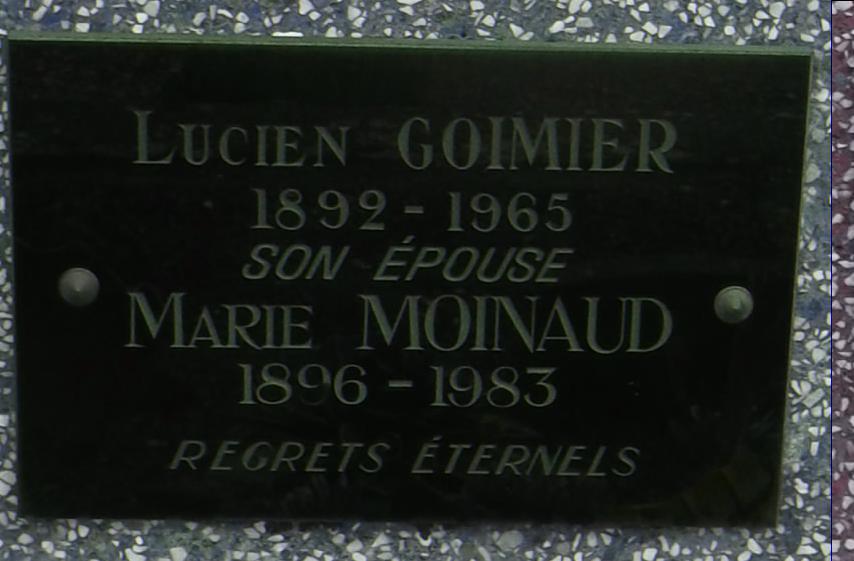 Lucien GOIMIER
1892 - 1965
SON ÉPOUSE
Marie MOINAUD
1896 - 1983
REGRETS ÉTERNELS